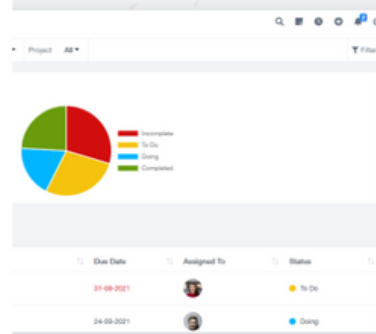 Project All
Filte
Incomplete
To Do
Doing
Completed
Due Date Assigned To Status
31-08-2021 To Do
24-09-2021 Doing